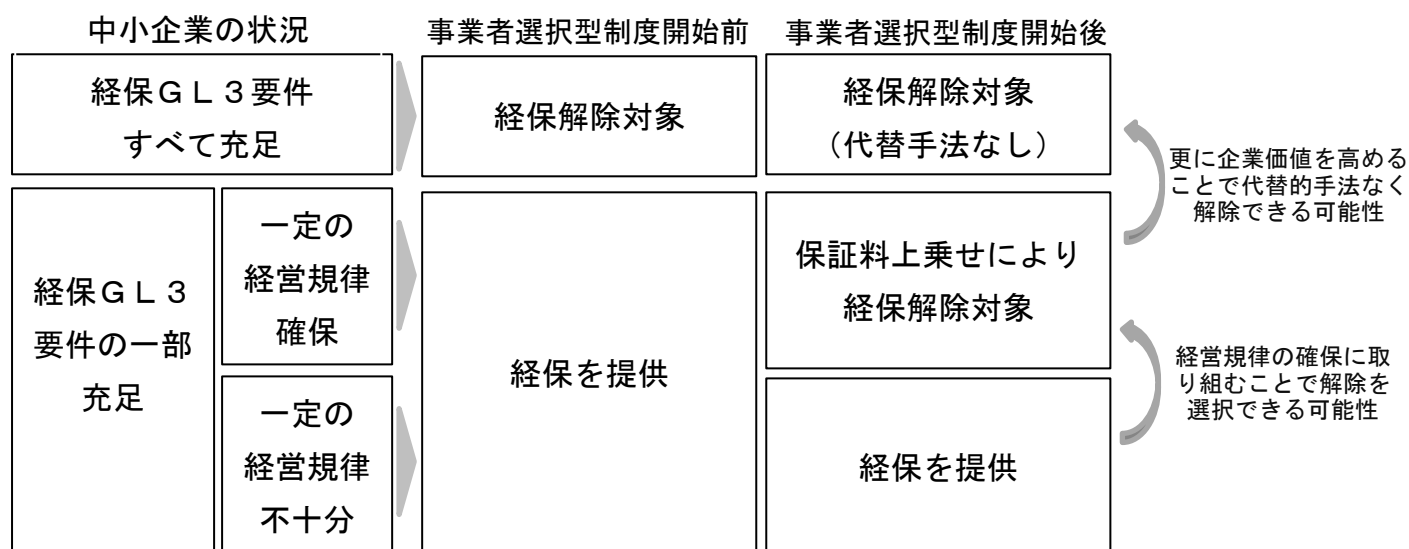 中小企業の状況
事業者選択型制度開始前
事業者選択型制度開始後
経保ＧＬ３要件
すべて充足
経保解除対象
経保解除対象
（代替手法なし）
更に企業価値を高める
ことで代替的手法なく
解除できる可能性
経保ＧＬ３
要件の一部
充足
一定の
経営規律
確保
経保を提供
保証料上乗せにより
経保解除対象
経営規律の確保に取
り組むことで解除を
選択できる可能性
一定の
経営規律
不十分
経保を提供